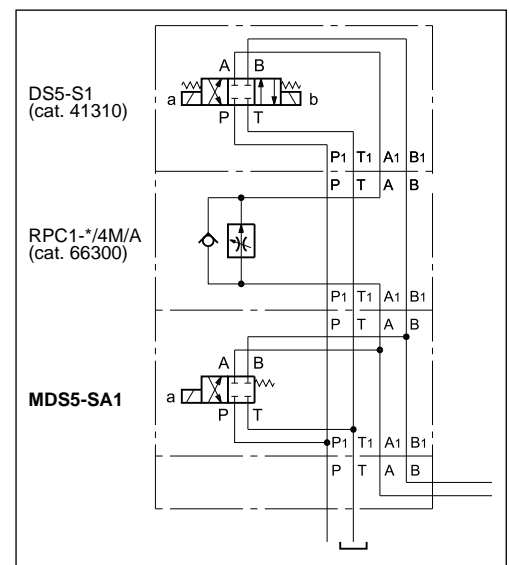 A B
DS5-S1
(cat. 41310)
a b
P T
P1 T1 A1 B1
P T A B
RPC1-*/4M/A
(cat. 66300)
P1 T1 A1 B1
P T A B
A B
MDS5-SA1
a
P T
P1 T1 A1 B1
P T A B